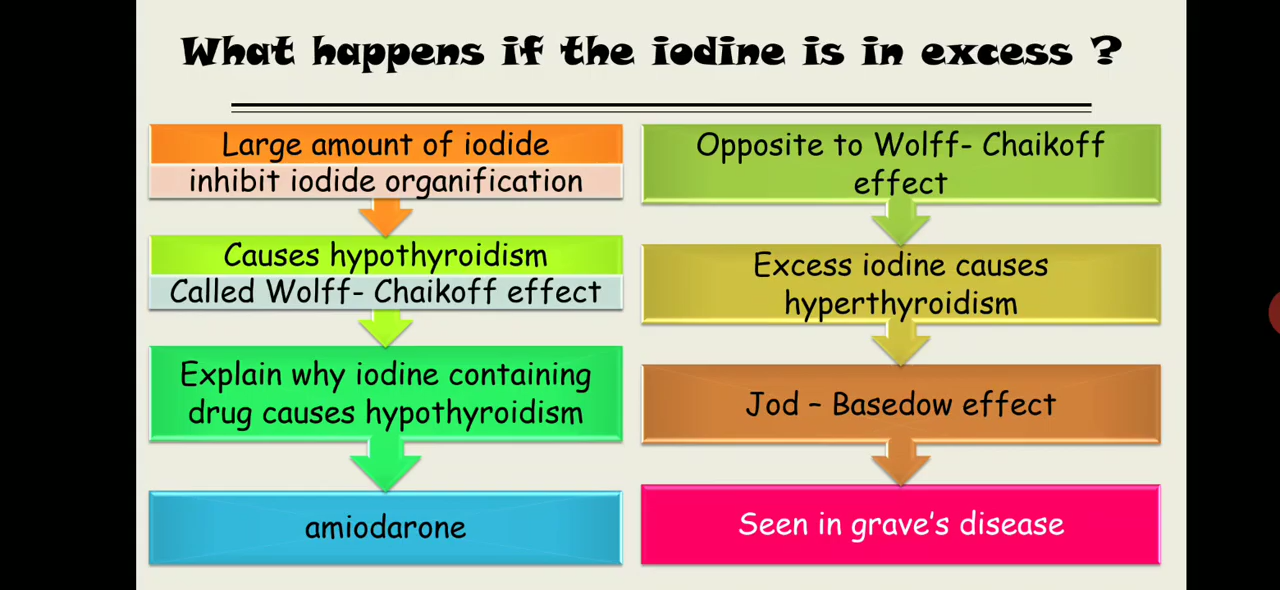 What happens if the iodine is in excess ?
Large amount of iodide
inhibit iodide organification
Causes hypothyroidism
Called Wolff- Chaikoff effect
Explain why iodine containing
drug causes hypothyroidism
amiodarone
Opposite to Wolff- Chaikoff
effect
Excess iodine causes
hyperthyroidism
Jod – Basedow effect
Seen in grave's disease